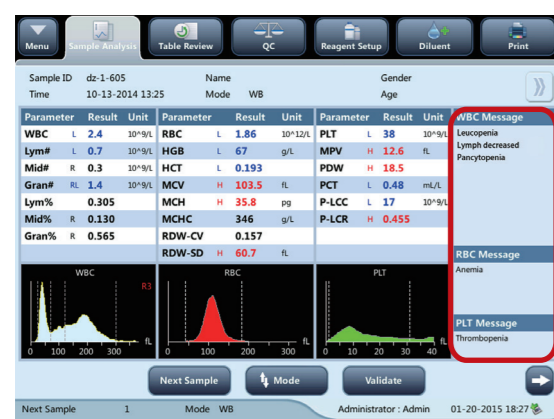 Menu Sample Analysis Table Review QC Reagent Setup Diluent Print
Sample ID dz-1-605 Name Gender
Time 10-13-2014 13:25 Mode WB Age
Parameter Result Unit Parameter Result Unit Parameter Result Unit WBC Message
WBC L 2.4 10^9/L RBC L 1.86 10^12/L PLT L 38 10^9/L Leucopenia
Lym# L 0.7 10^9/L HGB L 67 g/L MPV H 12.6 fL Lymph decreased
Mid# R 0.3 10^9/L HCT L 0.193 PDW H 18.5 Pancytopenia
Gran# RL 1.4 10^9/L MCV H 103.5 fL PCT L 0.48 mL/L
Lym% 0.305 MCH H 35.8 pg P-LCC L 17 10^9/L
Mid% R 0.130 MCHC 346 g/L P-LCR H 0.455
Gran% R 0.565 RDW-CV 0.157
RDW-SD H 60.7 fL RBC Message
WBC RBC PLT Anemia
R3
PLT Message
Thrombopenia
0 100 200 300 fL 0 100 200 300 fL 0 10 20 30 40 fL
Next Sample Mode Validate
Next Sample 1 Mode WB Administrator : Admin 01-20-2015 18:27